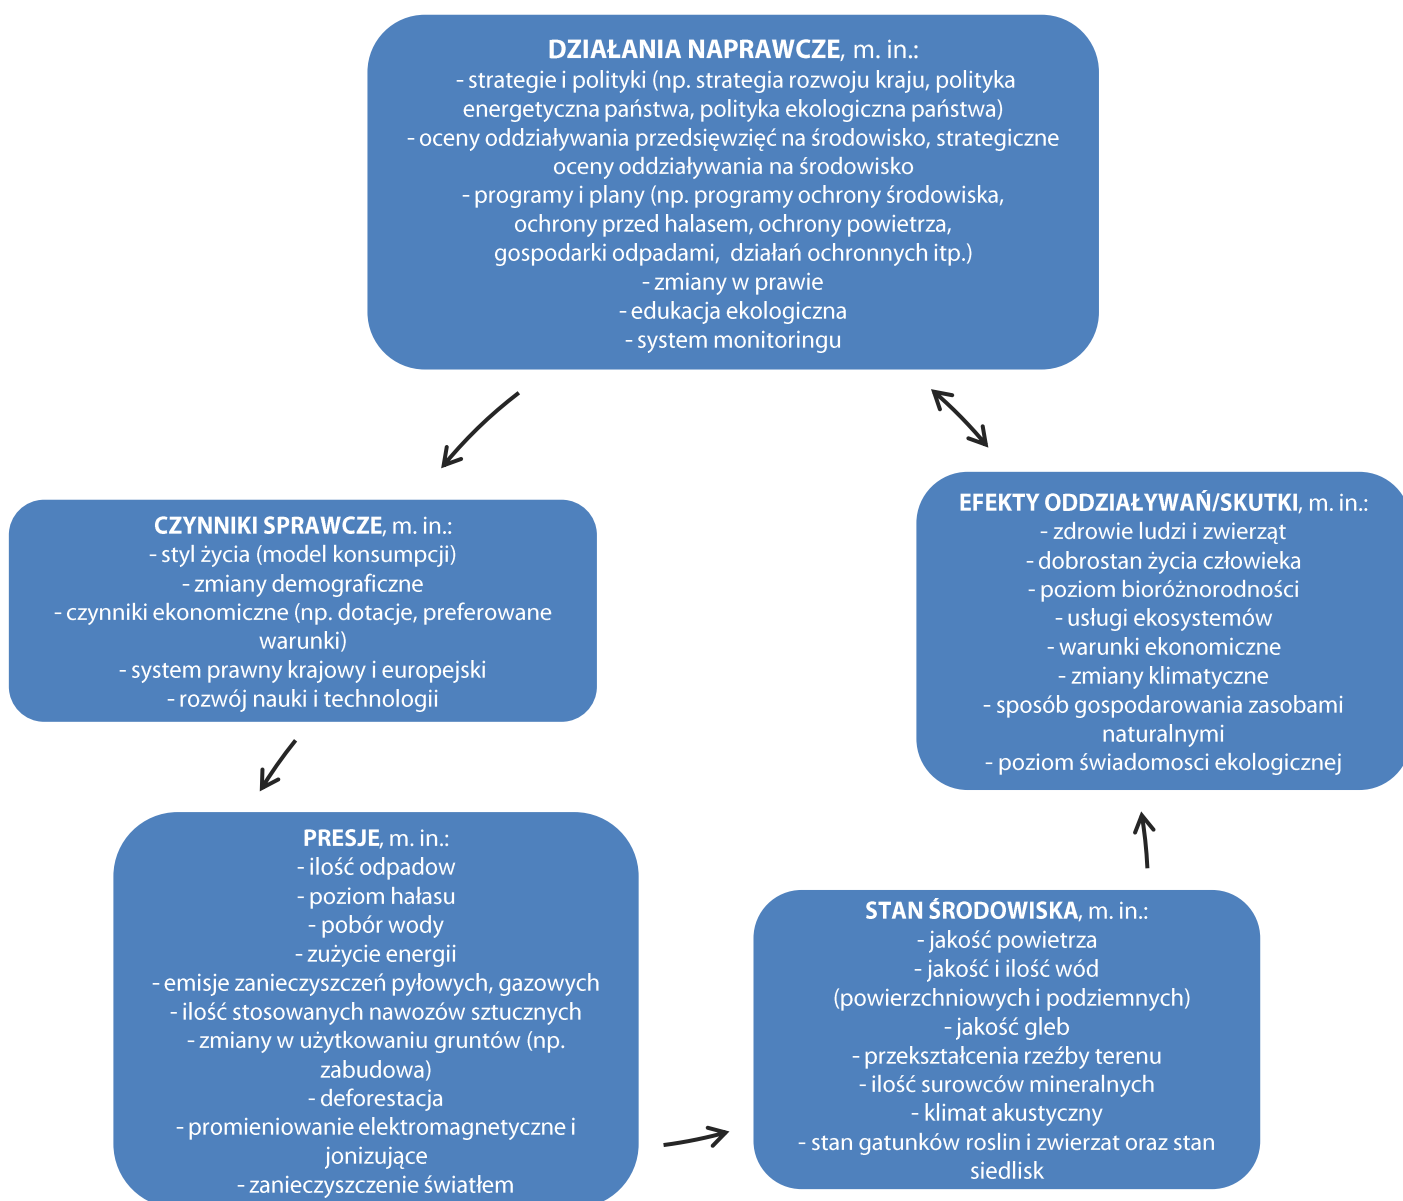 DZIAŁANIA NAPRAWCZE, m. in.:
- strategie i polityki (np. strategia rozwoju kraju, polityka
energetyczna państwa, polityka ekologiczna państwa)
- oceny oddziaływania przedsięwzięć na środowisko, strategiczne
oceny oddziaływania na środowisko
- programy i plany (np. programy ochrony środowiska,
ochrony przed halasem, ochrony powietrza,
gospodarki odpadami, działań ochronnych itp.)
- zmiany w prawie
- edukacja ekologiczna
- system monitoringu
CZYNNIKI SPRAWCZE, m. in.:
- styl życia (model konsumpcji)
- zmiany demograficzne
- czynniki ekonomiczne (np. dotacje, preferowane
warunki)
- system prawny krajowy i europejski
- rozwój nauki i technologii
PRESJE, m. in.:
- ilość odpadow
- poziom hałasu
- pobór wody
- zużycie energii
- emisje zanieczyszczeń pyłowych, gazowych
- ilość stosowanych nawozów sztucznych
- zmiany w użytkowaniu gruntów (np.
zabudowa)
- deforestacja
- promieniowanie elektromagnetyczne i
jonizujące
- zanieczyszczenie światłem
STAN ŚRODOWISKA, m. in.:
- jakość powietrza
- jakość i ilość wód
(powierzchniowych i podziemnych)
- jakość gleb
- przekształcenia rzeźby terenu
- ilość surowców mineralnych
- klimat akustyczny
- stan gatunków roslin i zwierzat oraz stan
siedlisk
EFEKTY ODDZIAŁYWAŃ/SKUTKI, m. in.:
- zdrowie ludzi i zwierząt
- dobrostan życia człowieka
- poziom bioróżnorodności
- usługi ekosystemów
- warunki ekonomiczne
- zmiany klimatyczne
- sposób gospodarowania zasobami
naturalnymi
- poziom świadomosci ekologicznej